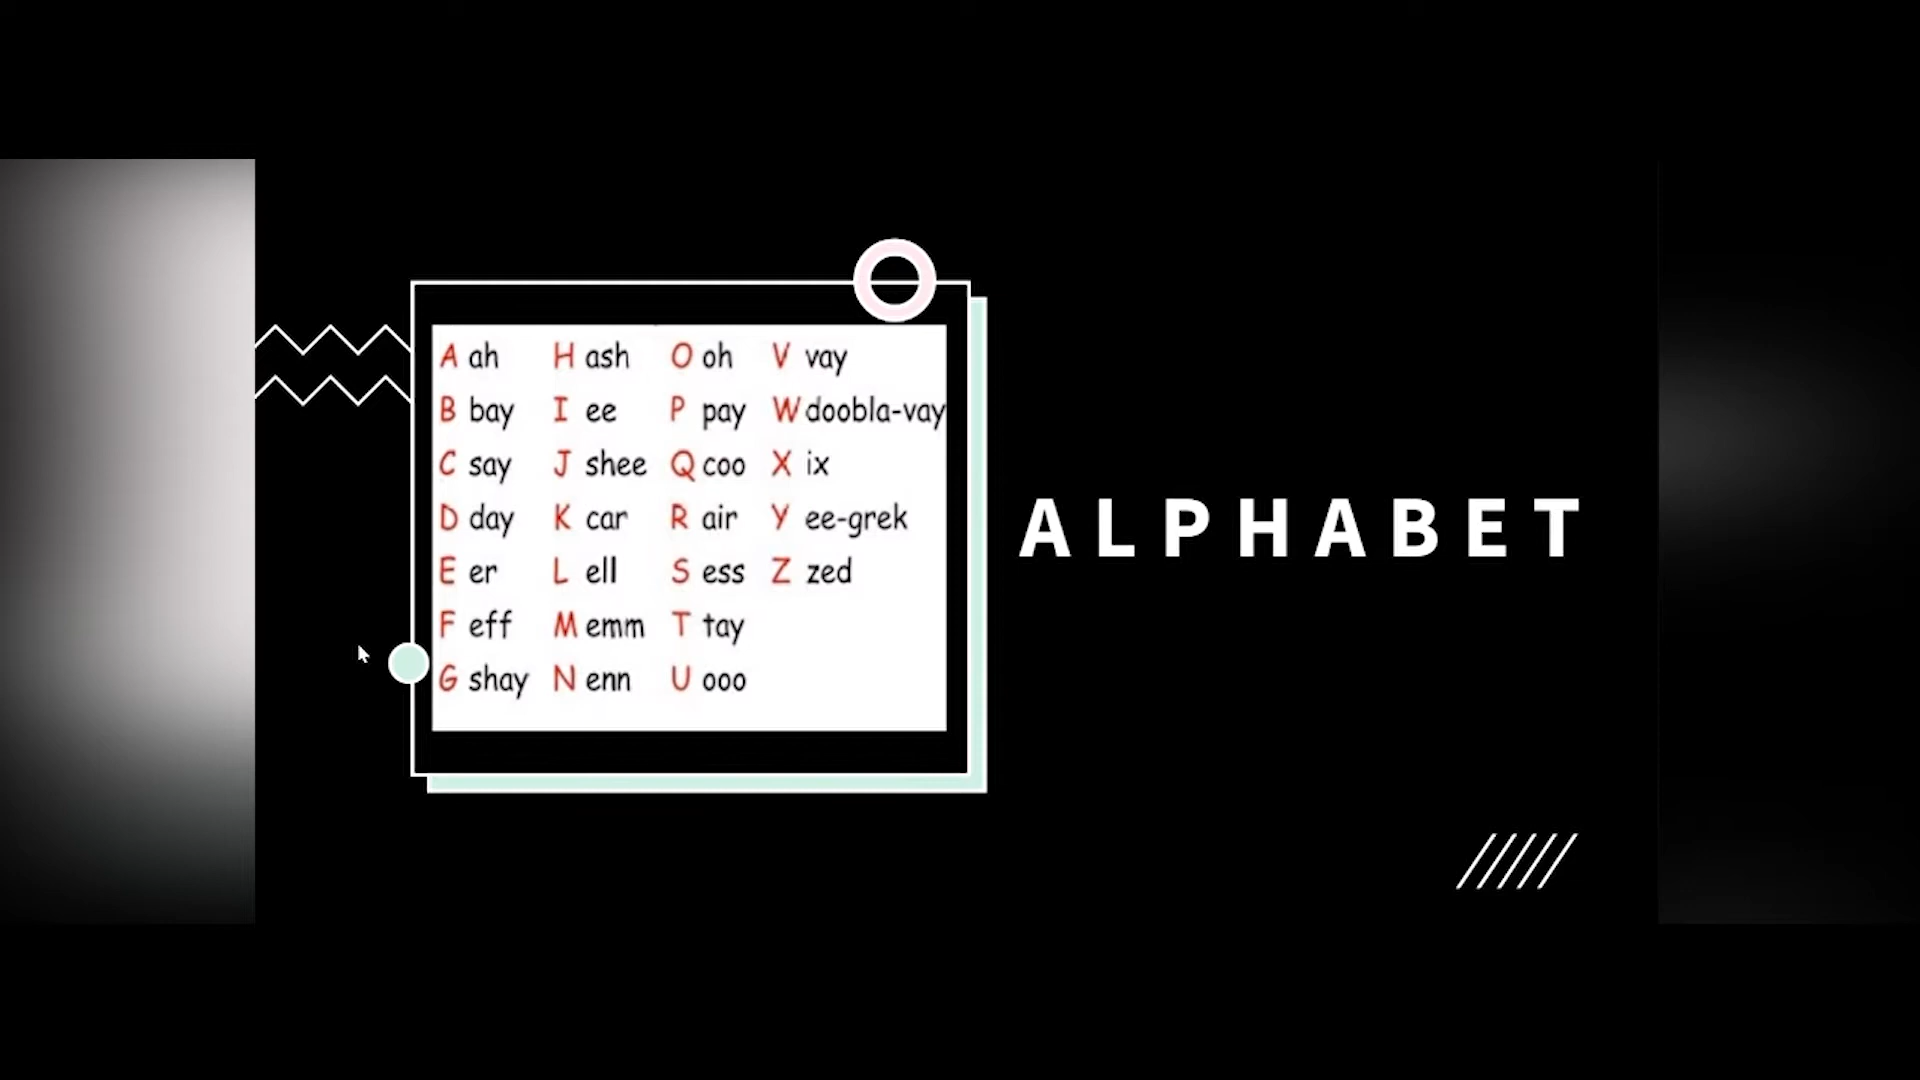 A ah H ash O oh V vay
B bay I ee P pay W doobla-vay
C say J shee Q coo X ix
D day K car R air Y ee-grek
E er L ell S ess Z zed
F eff M emm T tay
G shay N enn U ooo
ALPHABET